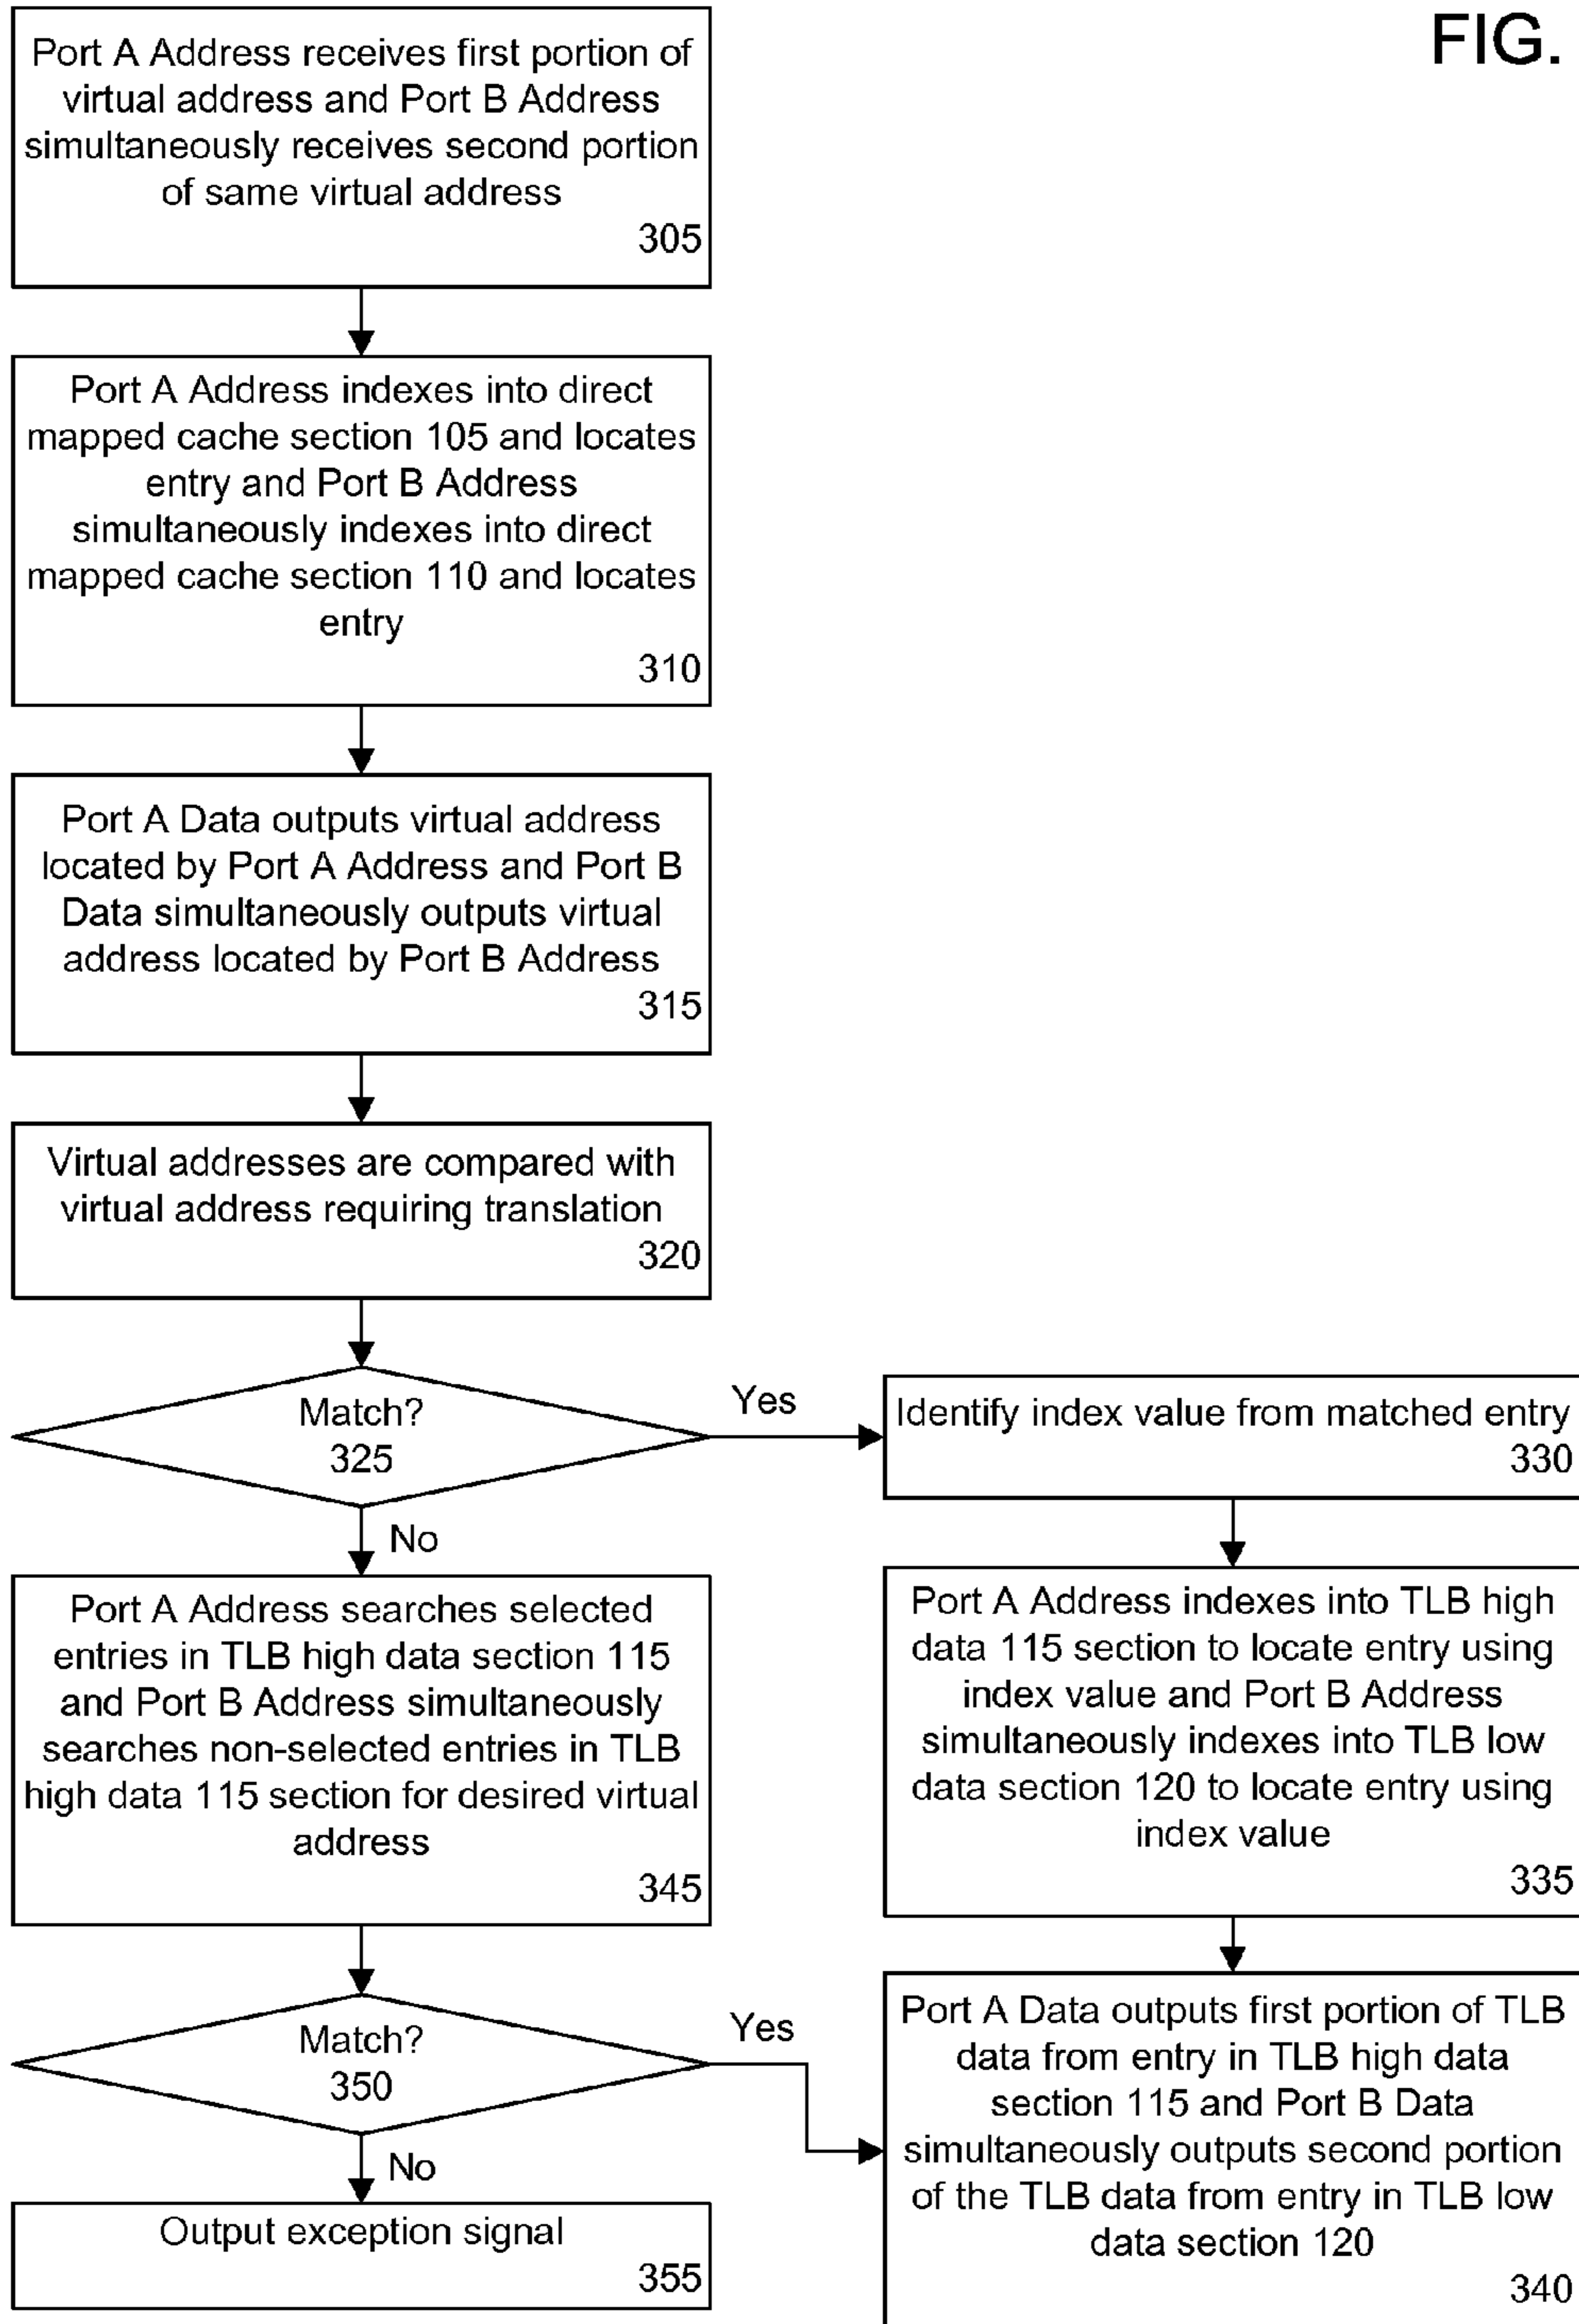 FIG.
Port A Address receives first portion of
virtual address and Port B Address
simultaneously receives second portion
of same virtual address
305
Port A Address indexes into direct
mapped cache section 105 and locates
entry and Port B Address
simultaneously indexes into direct
mapped cache section 110 and locates
entry
310
Port A Data outputs virtual address
located by Port A Address and Port B
Data simultaneously outputs virtual
address located by Port B Address
315
Virtual addresses are compared with
virtual address requiring translation
320
Match?
325
Yes
No
Identify index value from matched entry
330
Port A Address indexes into TLB high
data 115 section to locate entry using
index value and Port B Address
simultaneously indexes into TLB low
data section 120 to locate entry using
index value
335
Port A Address searches selected
entries in TLB high data section 115
and Port B Address simultaneously
searches non-selected entries in TLB
high data 115 section for desired virtual
address
345
Match?
350
Yes
No
Port A Data outputs first portion of TLB
data from entry in TLB high data
section 115 and Port B Data
simultaneously outputs second portion
of the TLB data from entry in TLB low
data section 120
340
Output exception signal
355